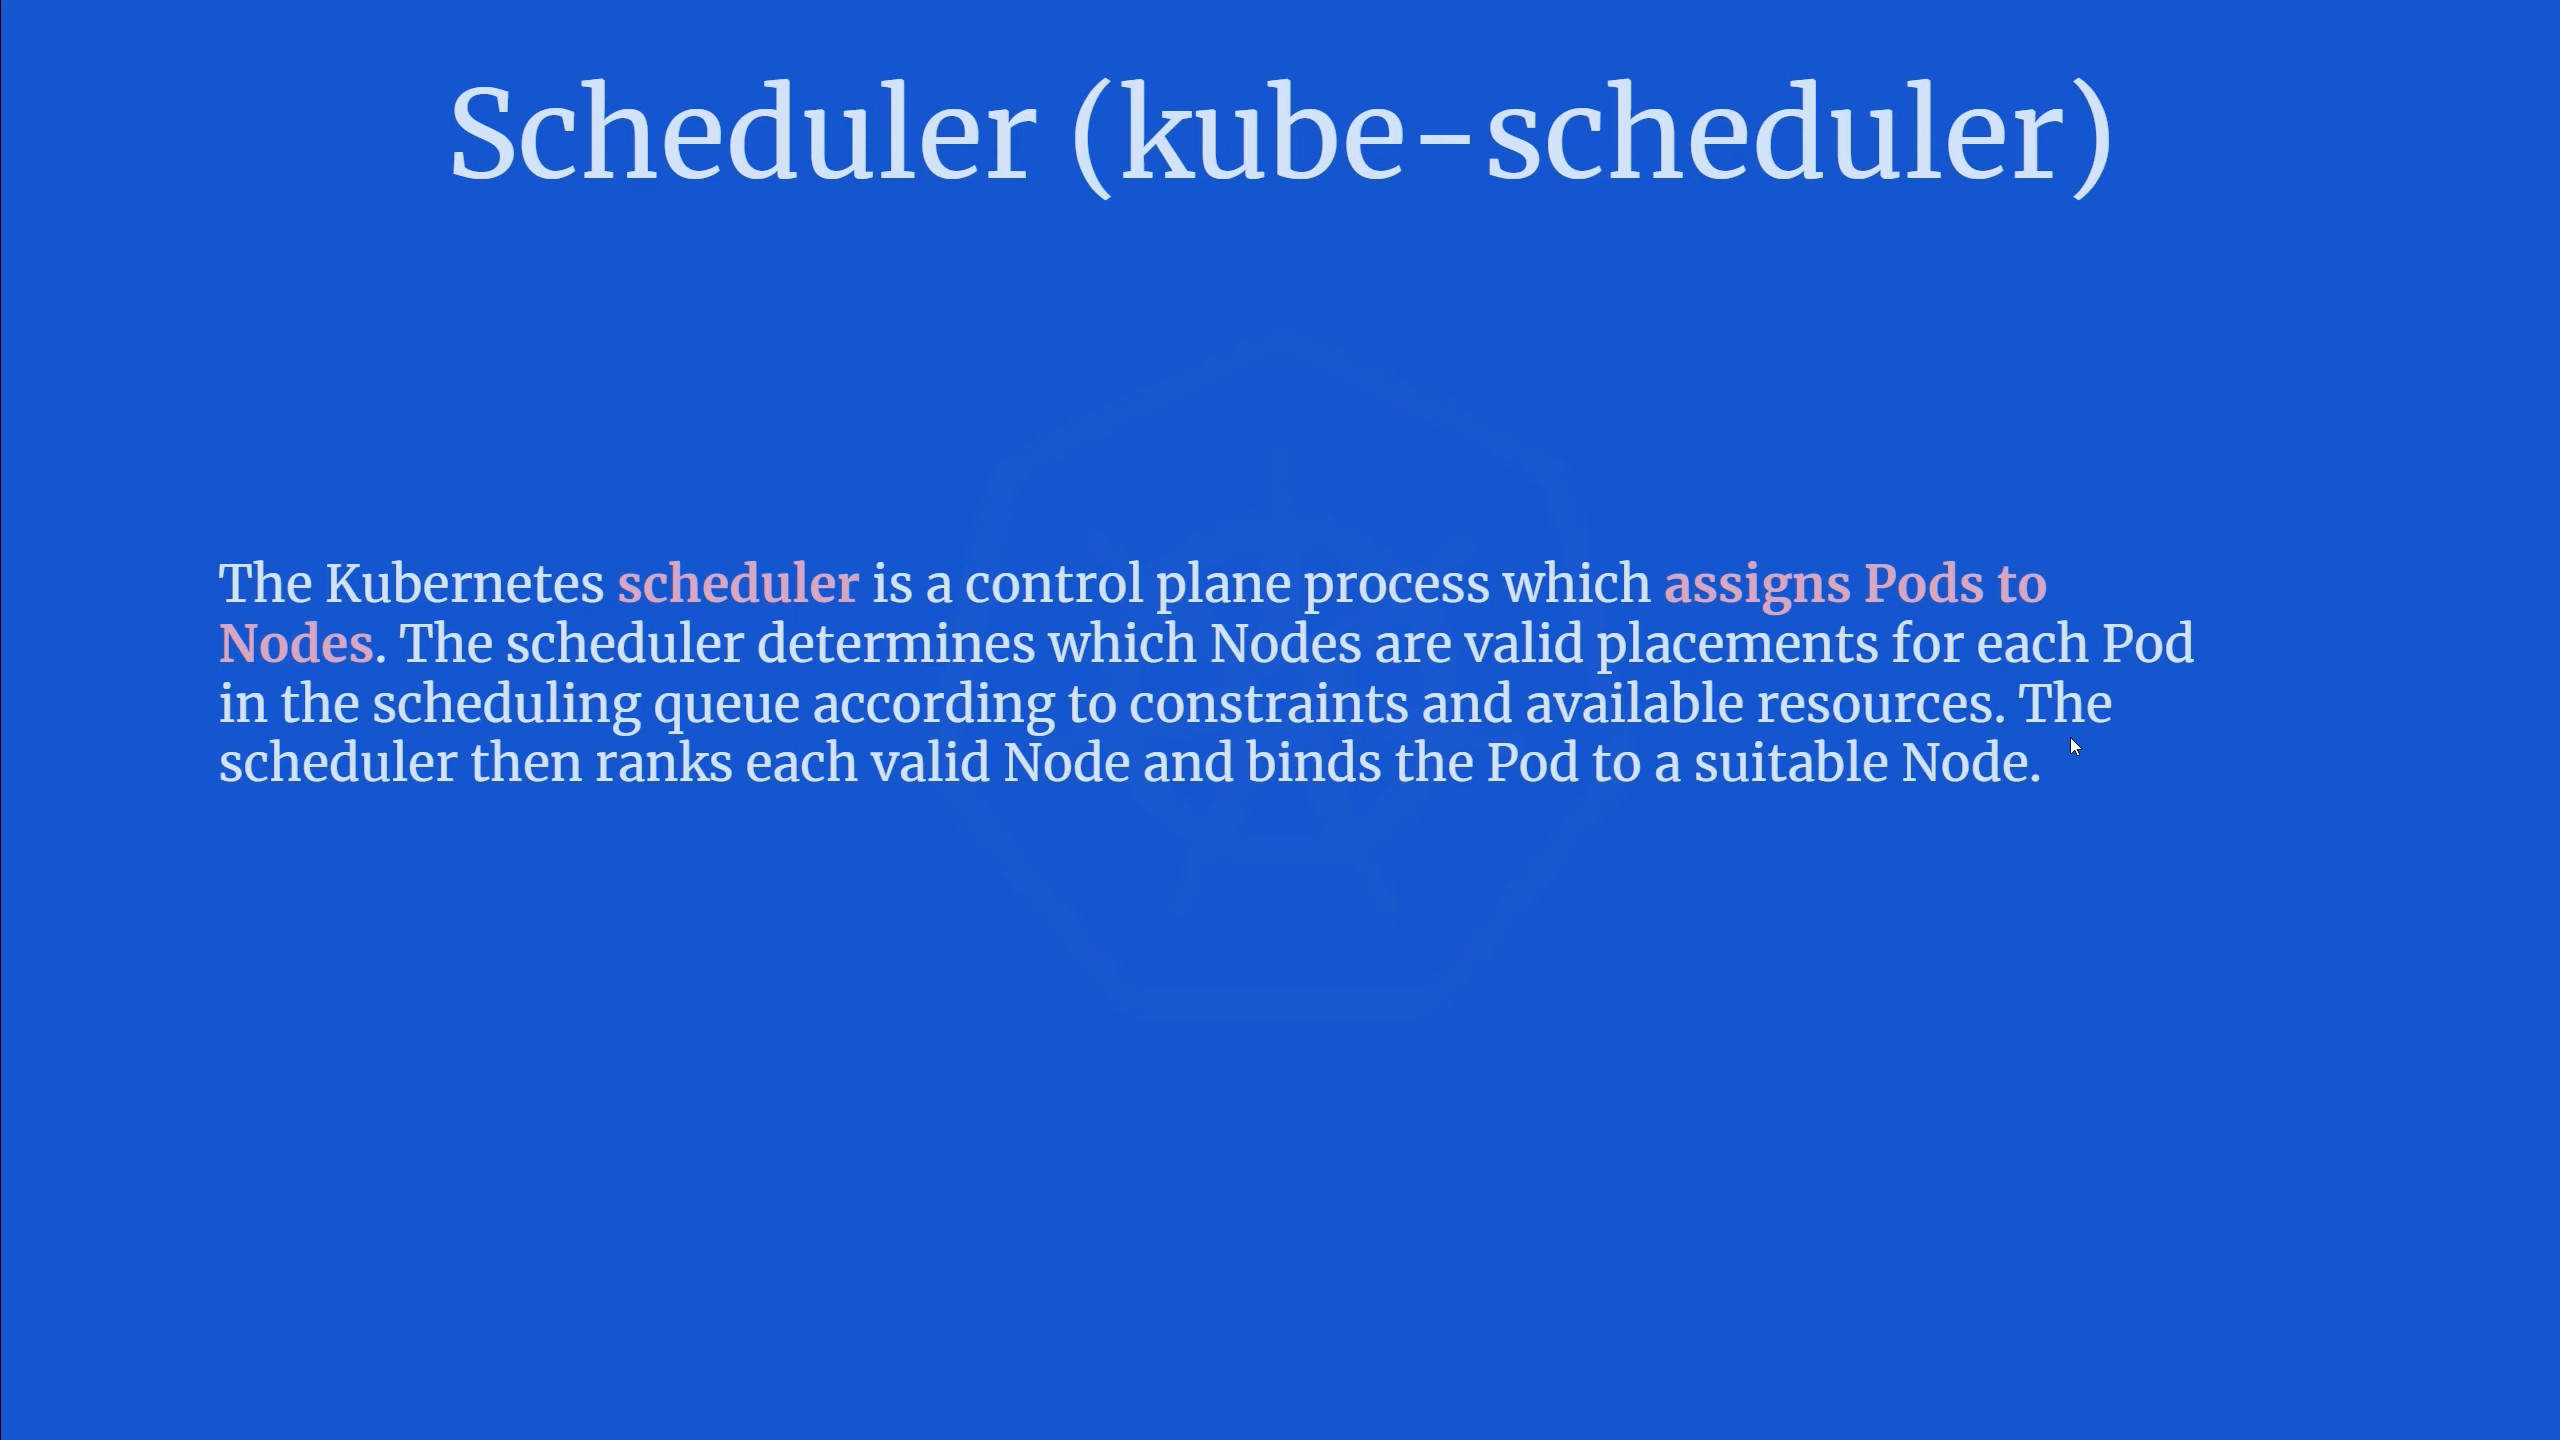 Scheduler (kube-scheduler)
The Kubernetes scheduler is a control plane process which assigns Pods to
Nodes. The scheduler determines which Nodes are valid placements for each Pod
in the scheduling queue according to constraints and available resources. The
scheduler then ranks each valid Node and binds the Pod to a suitable Node.